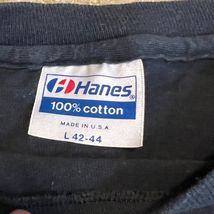 Hanes®
100% cotton
MADE IN U.S.A.
L 42-44